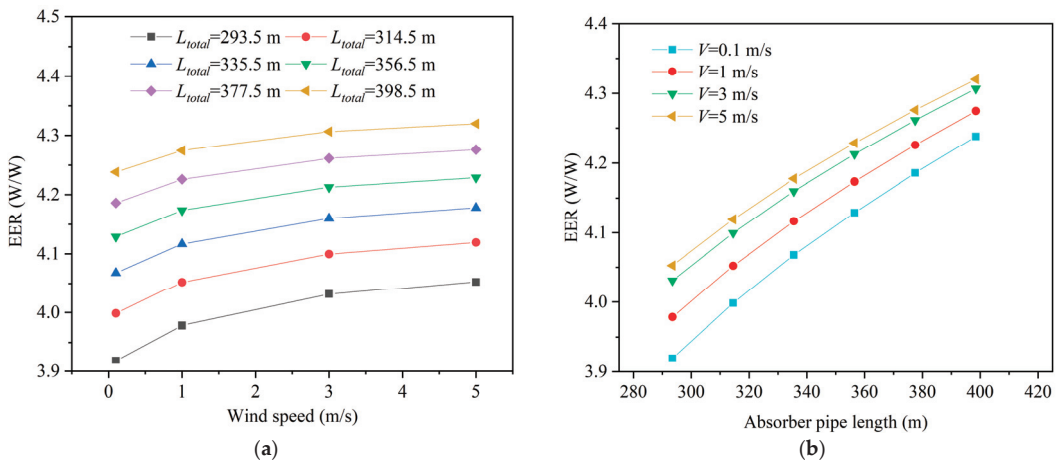 4.5
4.4
4.3
4.2
4.1
4.0
3.9
EER (W/W)
L_total=293.5 m
L_total=314.5 m
L_total=335.5 m
L_total=356.5 m
L_total=377.5 m
L_total=398.5 m
0 1 2 3 4 5
Wind speed (m/s)
(a)
4.4
4.3
4.2
4.1
4.0
3.9
EER (W/W)
V=0.1 m/s
V=1 m/s
V=3 m/s
V=5 m/s
280 300 320 340 360 380 400 420
Absorber pipe length (m)
(b)